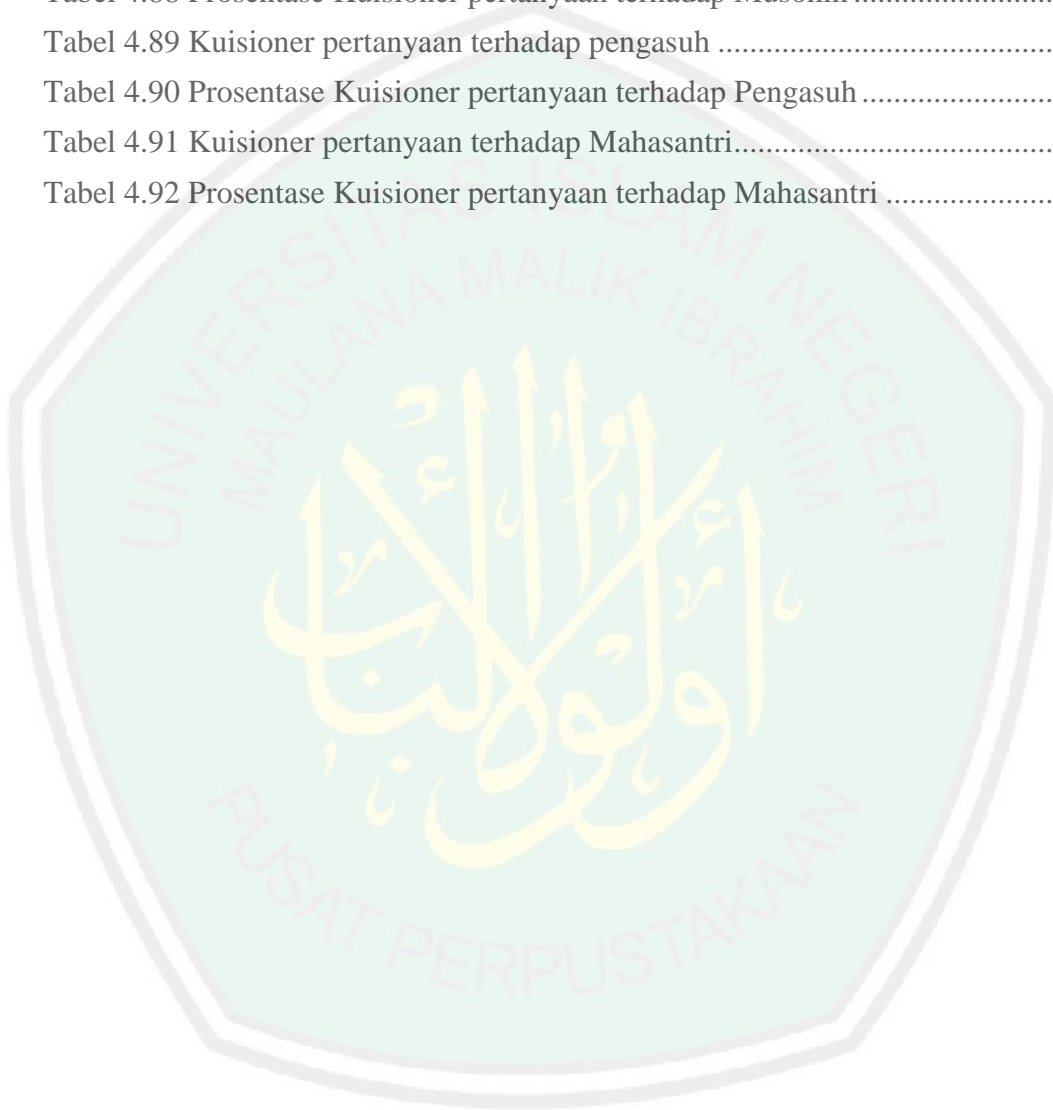 Tabel 4.88 Prosentase Kuisioner pertanyaan terhadap
Tabel 4.89 Kuisioner pertanyaan terhadap pengasuh ........................................
Tabel 4.90 Prosentase Kuisioner pertanyaan terhadap Pengasuh ........................
Tabel 4.91 Kuisioner pertanyaan terhadap Mahasantri........................................
Tabel 4.92 Prosentase Kuisioner pertanyaan terhadap Mahasantri .....................
UNIVERSITAS ISLAM NEGERI
MAULANA MALIK IBRAHIM
أولوا الألباب
PUSAT PERPUSTAKAAN